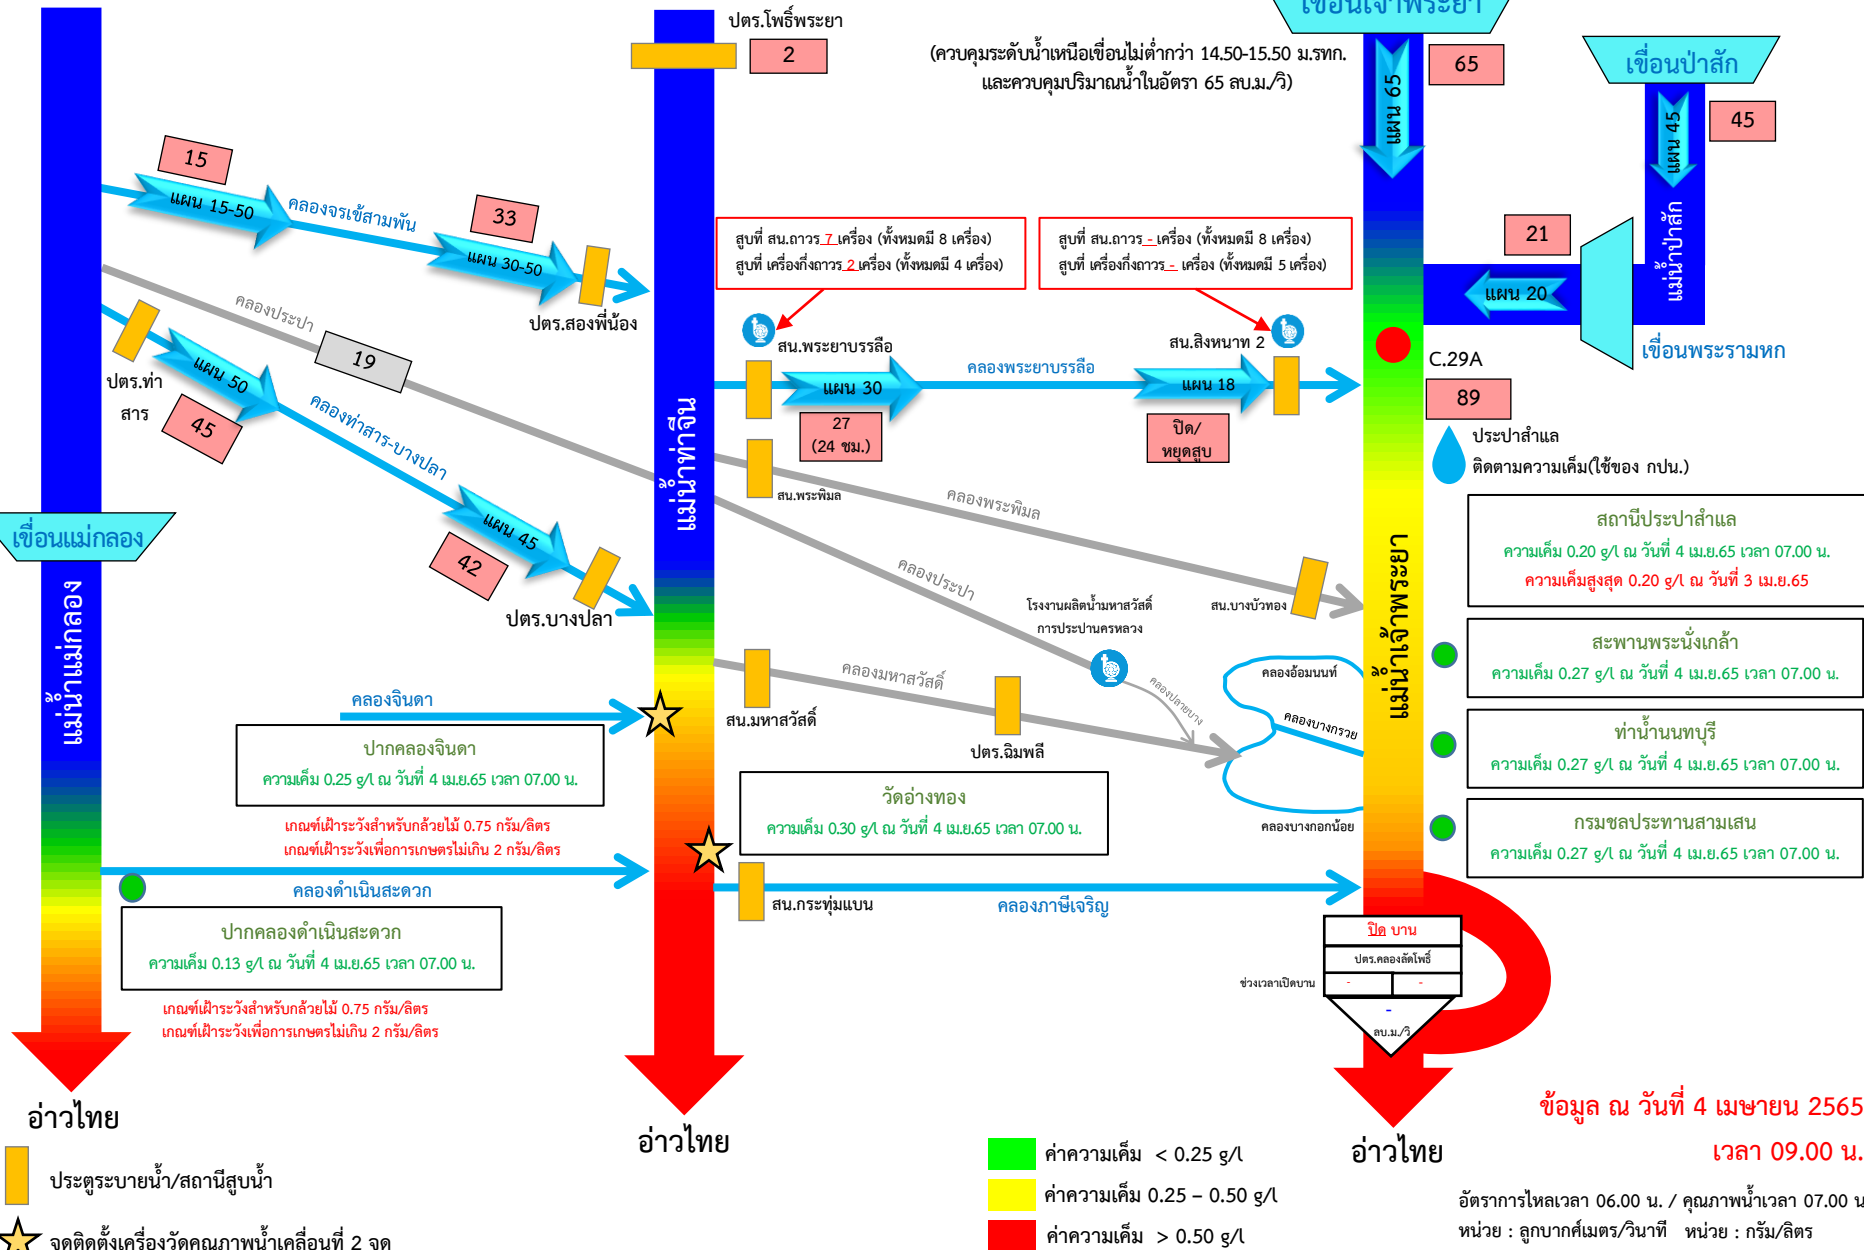 เขื่อนเจ้าพระยา
ปตร.โพธิ์พระยา
2
(ควบคุมระดับน้ำเหนือเขื่อนไม่ต่ำกว่า 14.50-15.50 ม.รทก.
และควบคุมปริมาณน้ำในอัตรา 65 ลบ.ม./วิ)
แผน 65
65
เขื่อนป่าสัก
แผน 45
45
แม่น้ำป่าสัก
15
แผน 15-50
คลองจรเข้สามพัน
33
แผน 30-50
ปตร.สองพี่น้อง
สูบที่ สน.ถาวร 7 เครื่อง (ทั้งหมดมี 8 เครื่อง)
สูบที่ เครื่องกึ่งถาวร 2 เครื่อง (ทั้งหมดมี 4 เครื่อง)
สูบที่ สน.ถาวร - เครื่อง (ทั้งหมดมี 8 เครื่อง)
สูบที่ เครื่องกึ่งถาวร - เครื่อง (ทั้งหมดมี 5 เครื่อง)
21
แผน 20
เขื่อนพระรามหก
คลองประปา
19
ปตร.ท่า
สาร
แผน 50
45
คลองท่าสาร-บางปลา
แผน 45
42
ปตร.บางปลา
แม่น้ำท่าจีน
สน.พระยาบรรลือ
แผน 30
27
(24 ชม.)
คลองพระยาบรรลือ
สน.สิงหนาท 2
แผน 18
ปิด/
หยุดสูบ
C.29A
89
ประปาสำแล
ติดตามความเค็ม(ใช้ของ กปน.)
สน.พระพิมล
คลองพระพิมล
สน.บางบัวทอง
คลองประปา
โรงงานผลิตน้ำมหาสวัสดิ์
การประปานครหลวง
เขื่อนแม่กลอง
แม่น้ำแม่กลอง
แม่น้ำเจ้าพระยา
สถานีประปาสำแล
ความเค็ม 0.20 g/l ณ วันที่ 4 เม.ย.65 เวลา 07.00 น.
ความเค็มสูงสุด 0.20 g/l ณ วันที่ 3 เม.ย.65
สะพานพระนั่งเกล้า
ความเค็ม 0.27 g/l ณ วันที่ 4 เม.ย.65 เวลา 07.00 น.
ท่าน้ำนนทบุรี
ความเค็ม 0.27 g/l ณ วันที่ 4 เม.ย.65 เวลา 07.00 น.
กรมชลประทานสามเสน
ความเค็ม 0.27 g/l ณ วันที่ 4 เม.ย.65 เวลา 07.00 น.
คลองมหาสวัสดิ์
สน.มหาสวัสดิ์
ปตร.ฉิมพลี
คลองปลายบาง
คลองอ้อมนนท์
คลองบางกรวย
คลองบางกอกน้อย
คลองจินดา
ปากคลองจินดา
ความเค็ม 0.25 g/l ณ วันที่ 4 เม.ย.65 เวลา 07.00 น.
เกณฑ์เฝ้าระวังสำหรับกล้วยไม้ 0.75 กรัม/ลิตร
เกณฑ์เฝ้าระวังเพื่อการเกษตรไม่เกิน 2 กรัม/ลิตร
วัดอ่างทอง
ความเค็ม 0.30 g/l ณ วันที่ 4 เม.ย.65 เวลา 07.00 น.
คลองดำเนินสะดวก
ปากคลองดำเนินสะดวก
ความเค็ม 0.13 g/l ณ วันที่ 4 เม.ย.65 เวลา 07.00 น.
เกณฑ์เฝ้าระวังสำหรับกล้วยไม้ 0.75 กรัม/ลิตร
เกณฑ์เฝ้าระวังเพื่อการเกษตรไม่เกิน 2 กรัม/ลิตร
สน.กระทุ่มแบน
คลองภาษีเจริญ
ปิด บาน
ปตร.คลองลัดโพธิ์
ช่วงเวลาเปิดบาน
-
-
-
ลบ.ม./วิ
อ่าวไทย
อ่าวไทย
อ่าวไทย
ข้อมูล ณ วันที่ 4 เมษายน 2565
เวลา 09.00 น.
อัตราการไหลเวลา 06.00 น. / คุณภาพน้ำเวลา 07.00 น
หน่วย : ลูกบาศก์เมตร/วินาที หน่วย : กรัม/ลิตร
ประตูระบายน้ำ/สถานีสูบน้ำ
จุดติดตั้งเครื่องวัดคุณภาพน้ำเคลื่อนที่ 2 จุด
ค่าความเค็ม < 0.25 g/l
ค่าความเค็ม 0.25 – 0.50 g/l
ค่าความเค็ม > 0.50 g/l